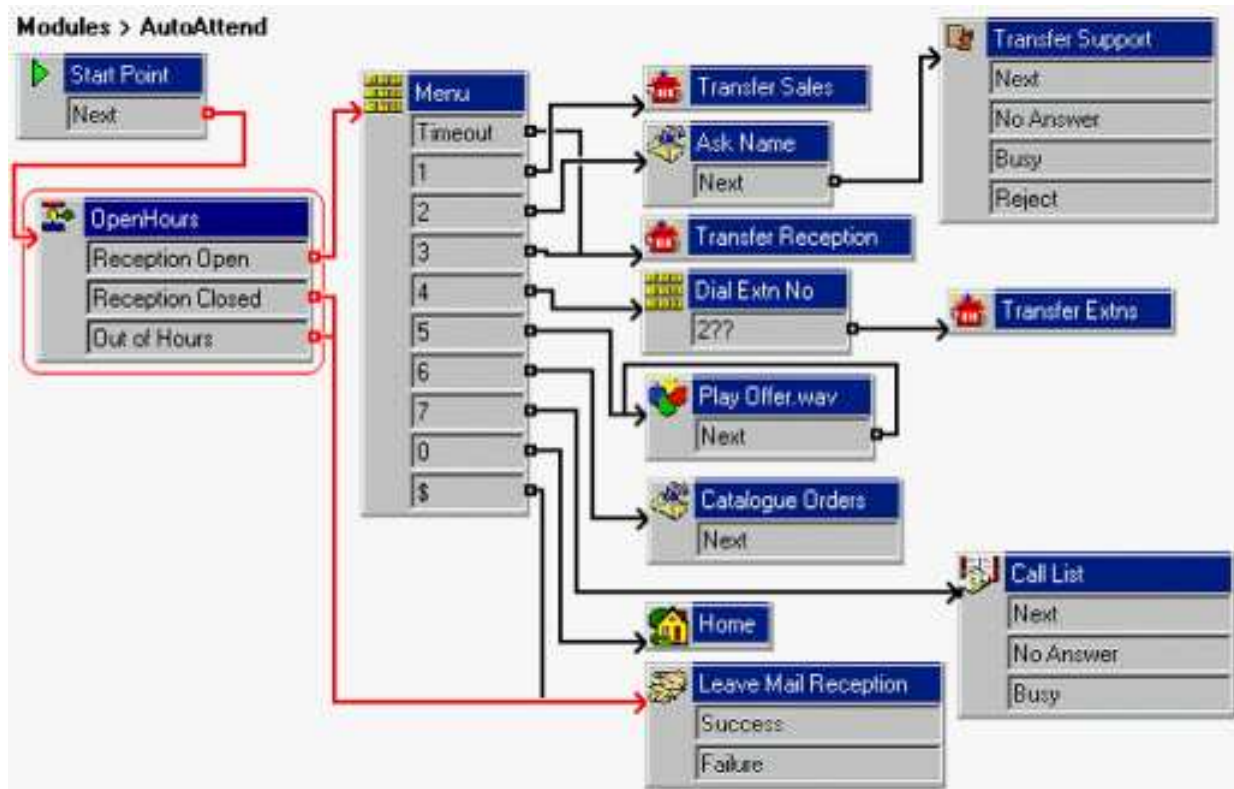 Modules > AutoAttend
Start Point
Next
OpenHours
Reception Open
Reception Closed
Out of Hours
Menu
Timeout
1
2
3
4
5
6
7
0
$
Transfer Sales
Ask Name
Next
Transfer Reception
Dial Extn No
2??
Play Offer.wav
Next
Catalogue Orders
Next
Home
Leave Mail Reception
Success
Failure
Transfer Support
Next
No Answer
Busy
Reject
Transfer Extns
Call List
Next
No Answer
Busy